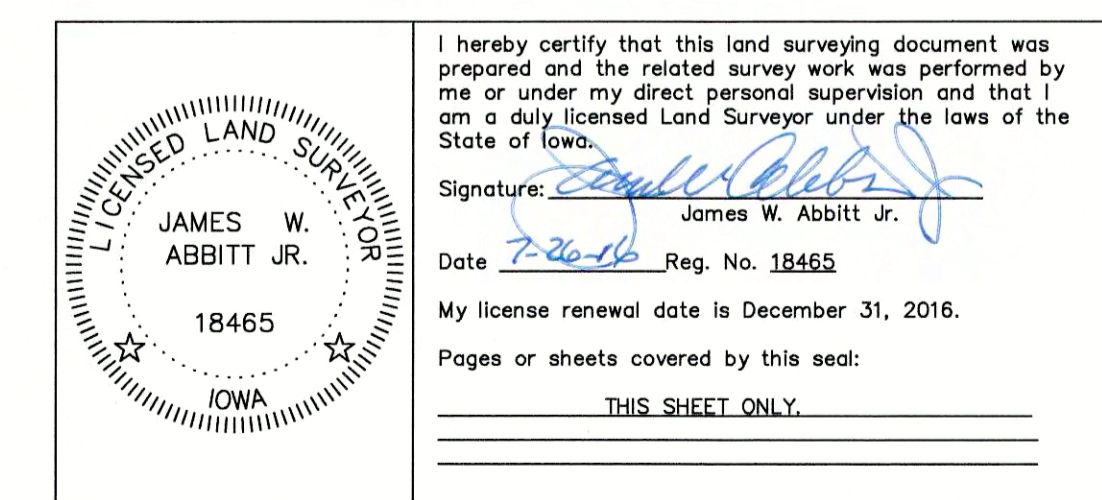 LICENSED LAND SURVEYOR
JAMES W.
ABBITT JR.
18465
IOWA
I hereby certify that this land surveying document was
prepared and the related survey work was performed by
me or under my direct personal supervision and that I
am a duly licensed Land Surveyor under the laws of the
State of Iowa.
Signature: James W Abbitt Jr
James W. Abbitt Jr.
Date 7-26-16 Reg. No. 18465
My license renewal date is December 31, 2016.
Pages or sheets covered by this seal:
THIS SHEET ONLY.